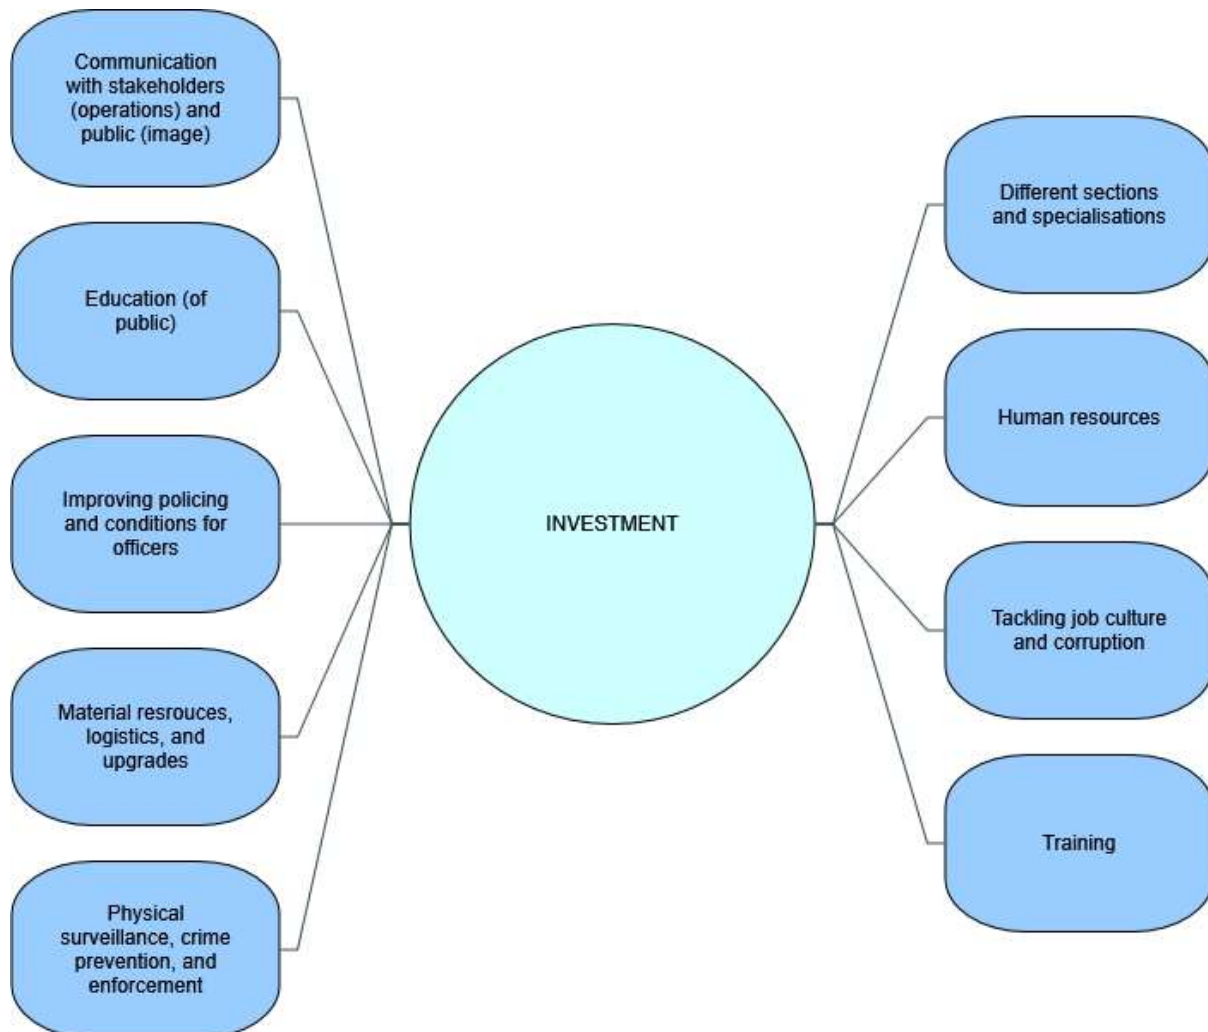 Communication
with stakeholders
(operations) and
public (image)
Education (of
public)
Improving policing
and conditions for
officers
Material resrouces,
logistics, and
upgrades
Physical
surveillance, crime
prevention, and
enforcement
INVESTMENT
Different sections
and specialisations
Human resources
Tackling job culture
and corruption
Training